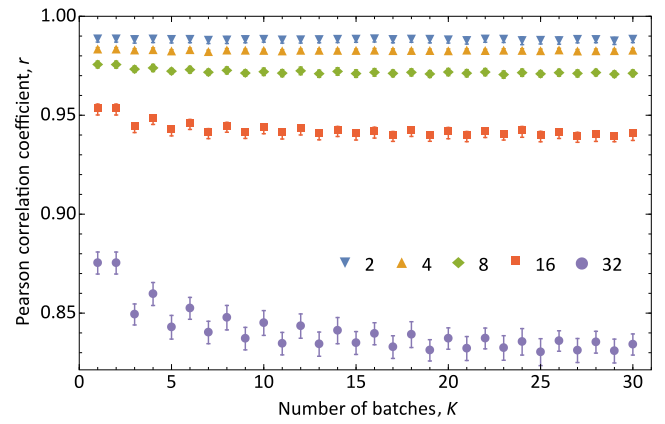 1.00
0.95
0.90
0.85
Pearson correlation coefficient, r
2 4 8 16 32
0 5 10 15 20 25 30
Number of batches, K